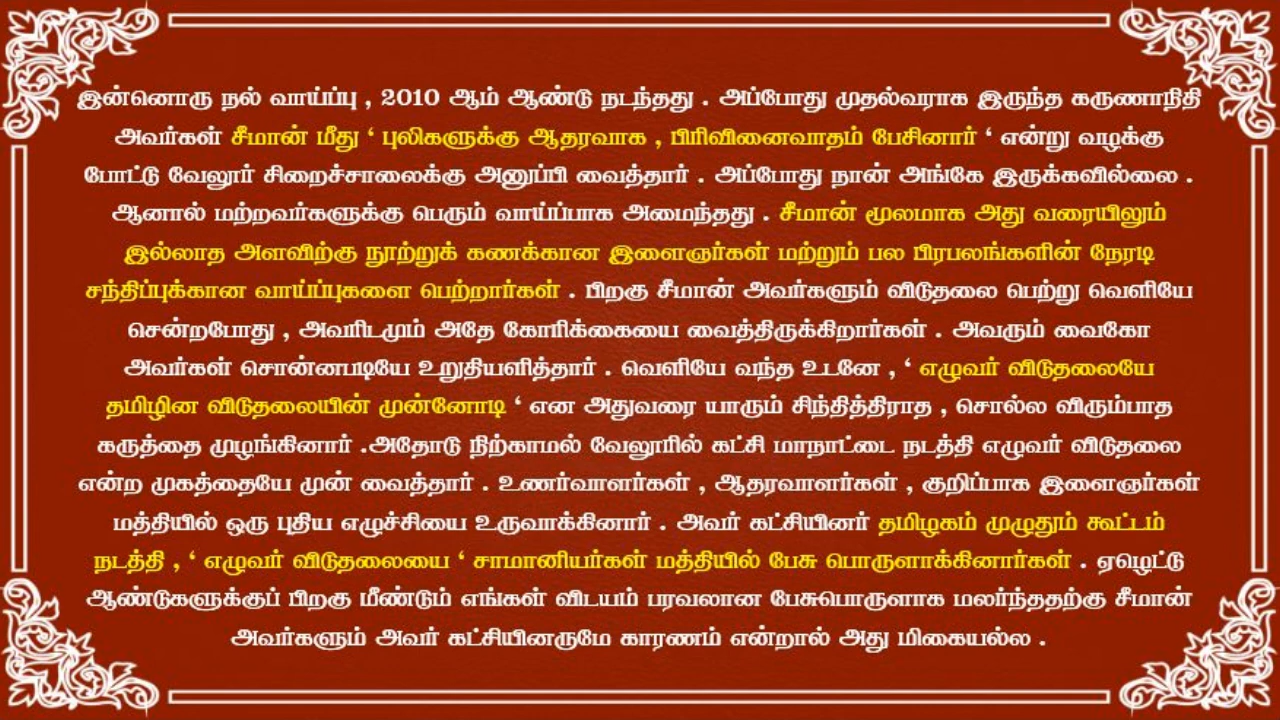 இன்னொரு நல் வாய்ப்பு , 2010 ஆம் ஆண்டு நடந்தது . அப்போது முதல்வராக இருந்த கருணாநிதி
அவர்கள் சீமான் மீது ‘ புலிகளுக்கு ஆதரவாக , பிரிவினைவாதம் பேசினார் ‘ என்று வழக்கு
போட்டு வேலூர் சிறைச்சாலைக்கு அனுப்பி வைத்தார் . அப்போது நான் அங்கே இருக்கவில்லை .
ஆனால் மற்றவர்களுக்கு பெரும் வாய்ப்பாக அமைந்தது . சீமான் மூலமாக அது வரையிலும்
இல்லாத அளவிற்கு நூற்றுக் கணக்கான இளைஞர்கள் மற்றும் பல பிரபலங்களின் நேரடி
சந்திப்புக்கான வாய்ப்புகளை பெற்றார்கள் . பிறகு சீமான் அவர்களும் விடுதலை பெற்று வெளியே
சென்றபோது , அவரிடமும் அதே கோரிக்கையை வைத்திருக்கிறார்கள் . அவரும் வைகோ
அவர்கள் சொன்னபடியே உறுதியளித்தார் . வெளியே வந்த உடனே , ‘ எழுவர் விடுதலையே
தமிழின விடுதலையின் முன்னோடி ‘ என அதுவரை யாரும் சிந்தித்திராத , சொல்ல விரும்பாத
கருத்தை முழங்கினார் .அதோடு நிற்காமல் வேலூரில் கட்சி மாநாட்டை நடத்தி எழுவர் விடுதலை
என்ற முகத்தையே முன் வைத்தார் . உணர்வாளர்கள் , ஆதரவாளர்கள் , குறிப்பாக இளைஞர்கள்
மத்தியில் ஒரு புதிய எழுச்சியை உருவாக்கினார் . அவர் கட்சியினர் தமிழகம் முழுதும் கூட்டம்
நடத்தி , ‘ எழுவர் விடுதலையை ‘ சாமானியர்கள் மத்தியில் பேசு பொருளாக்கினார்கள் . ஏழெட்டு
ஆண்டுகளுக்குப் பிறகு மீண்டும் எங்கள் விடயம் பரவலான பேசுபொருளாக மலர்ந்ததற்கு சீமான்
அவர்களும் அவர் கட்சியினருமே காரணம் என்றால் அது மிகையல்ல .